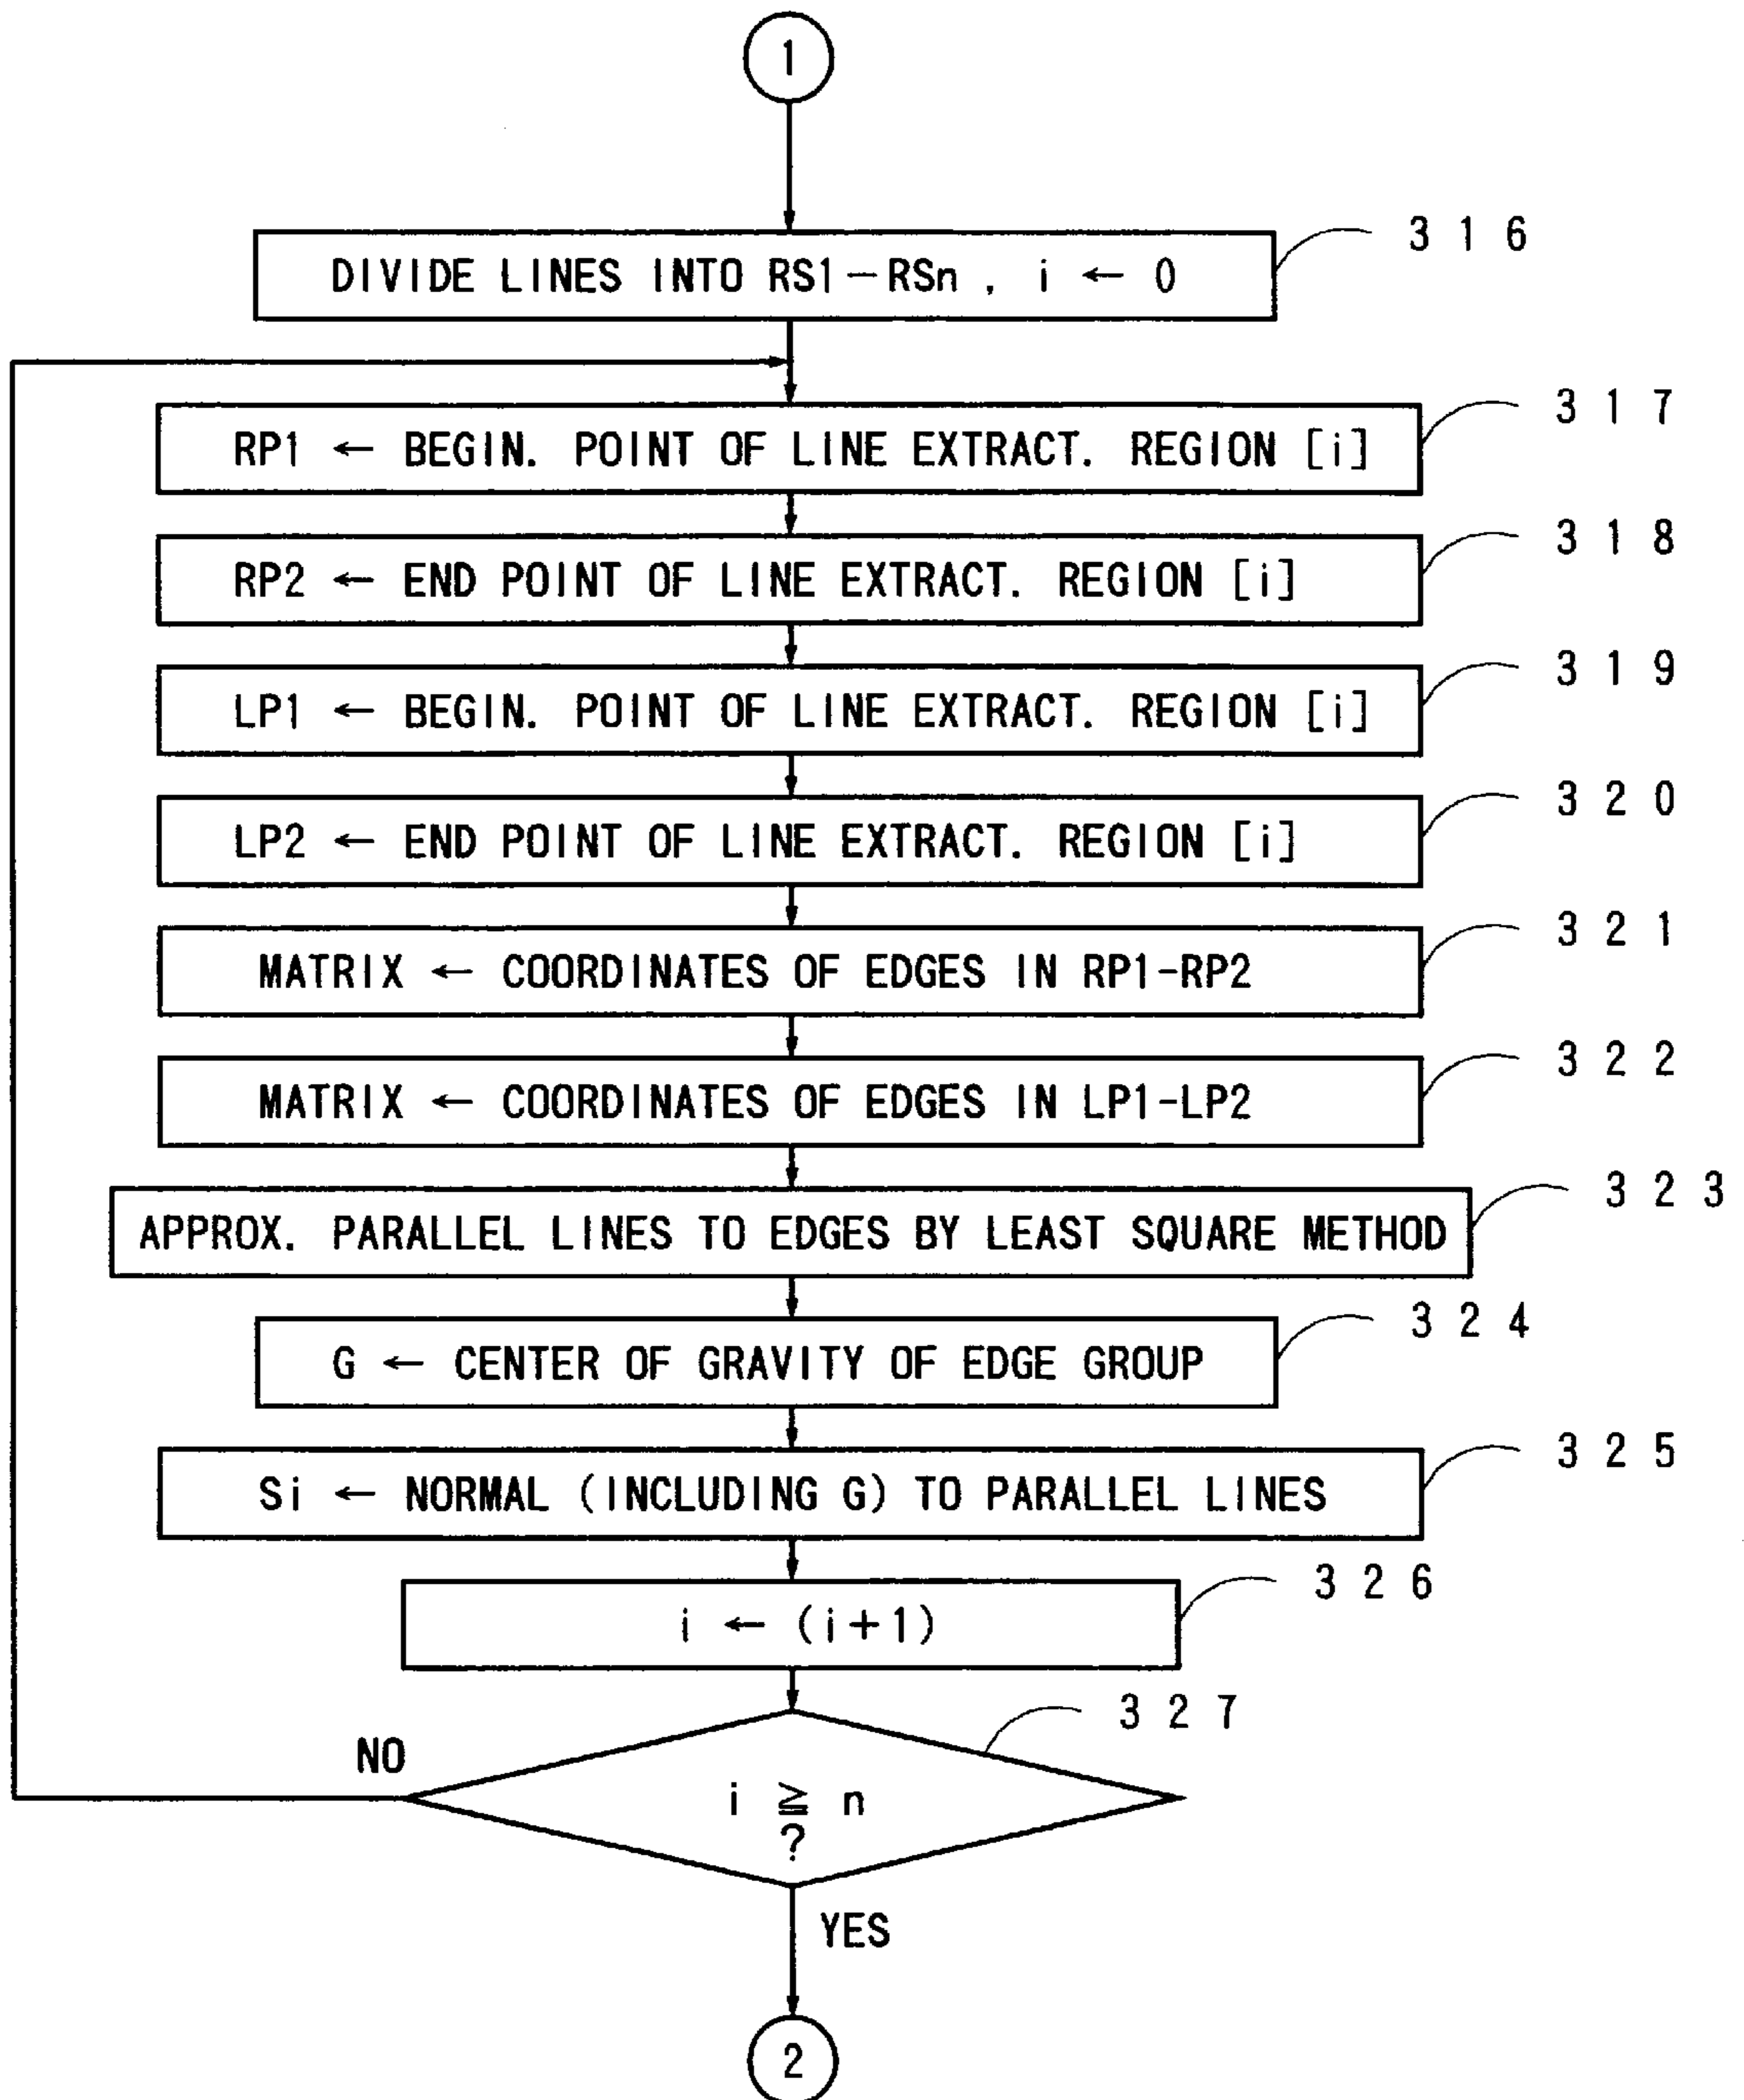 1
DIVIDE LINES INTO RS1-RSn , i ← 0
316
RP1 ← BEGIN. POINT OF LINE EXTRACT. REGION [i]
317
RP2 ← END POINT OF LINE EXTRACT. REGION [i]
318
LP1 ← BEGIN. POINT OF LINE EXTRACT. REGION [i]
319
LP2 ← END POINT OF LINE EXTRACT. REGION [i]
320
MATRIX ← COORDINATES OF EDGES IN RP1-RP2
321
MATRIX ← COORDINATES OF EDGES IN LP1-LP2
322
APPROX. PARALLEL LINES TO EDGES BY LEAST SQUARE METHOD
323
G ← CENTER OF GRAVITY OF EDGE GROUP
324
Si ← NORMAL (INCLUDING G) TO PARALLEL LINES
325
i ← (i+1)
326
327
NO
i ≧ n
?
YES
2